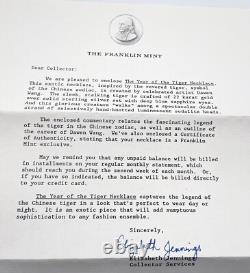 THE FRANKLIN MINT
Dear Collector:
We are pleased to enclose The Year of the Tiger Necklace.
This exotic necklace, inspired by the revered tiger, symbol
of the Chinese zodiac, is created by celebrated artist Dawen
Wang. The sleek, stalking tiger is crafted of 22 karat gold
over solid sterling silver set with deep blue sapphire eyes.
And this glorious creature "walks" along a spectacular double
strand of selectively hand-knotted luminescent sodalite beads.
The enclosed commentary relates the fascinating legend of the
tiger in the Chinese zodiac, as well as an outline of
the career of Dawen Wang. We've also enclosed a Certificate
of Authenticity, stating that your necklace is a Franklin
Mint exclusive.
May we remind you that any unpaid balance will be billed
in installments on your regular monthly statement, which
should reach you during the second week of each month. Or,
if you have so indicated, the balance will be billed directly to
your credit card.
The Year of the Tiger Necklace captures the legend of
the Chinese tiger in a look that's perfect to wear day or
night. It is an exotic piece that will add sumptuous
sophistication to any fashion ensemble.
Sincerely,
Elizabeth Jennings
Elizabeth Jennings
Collector Services